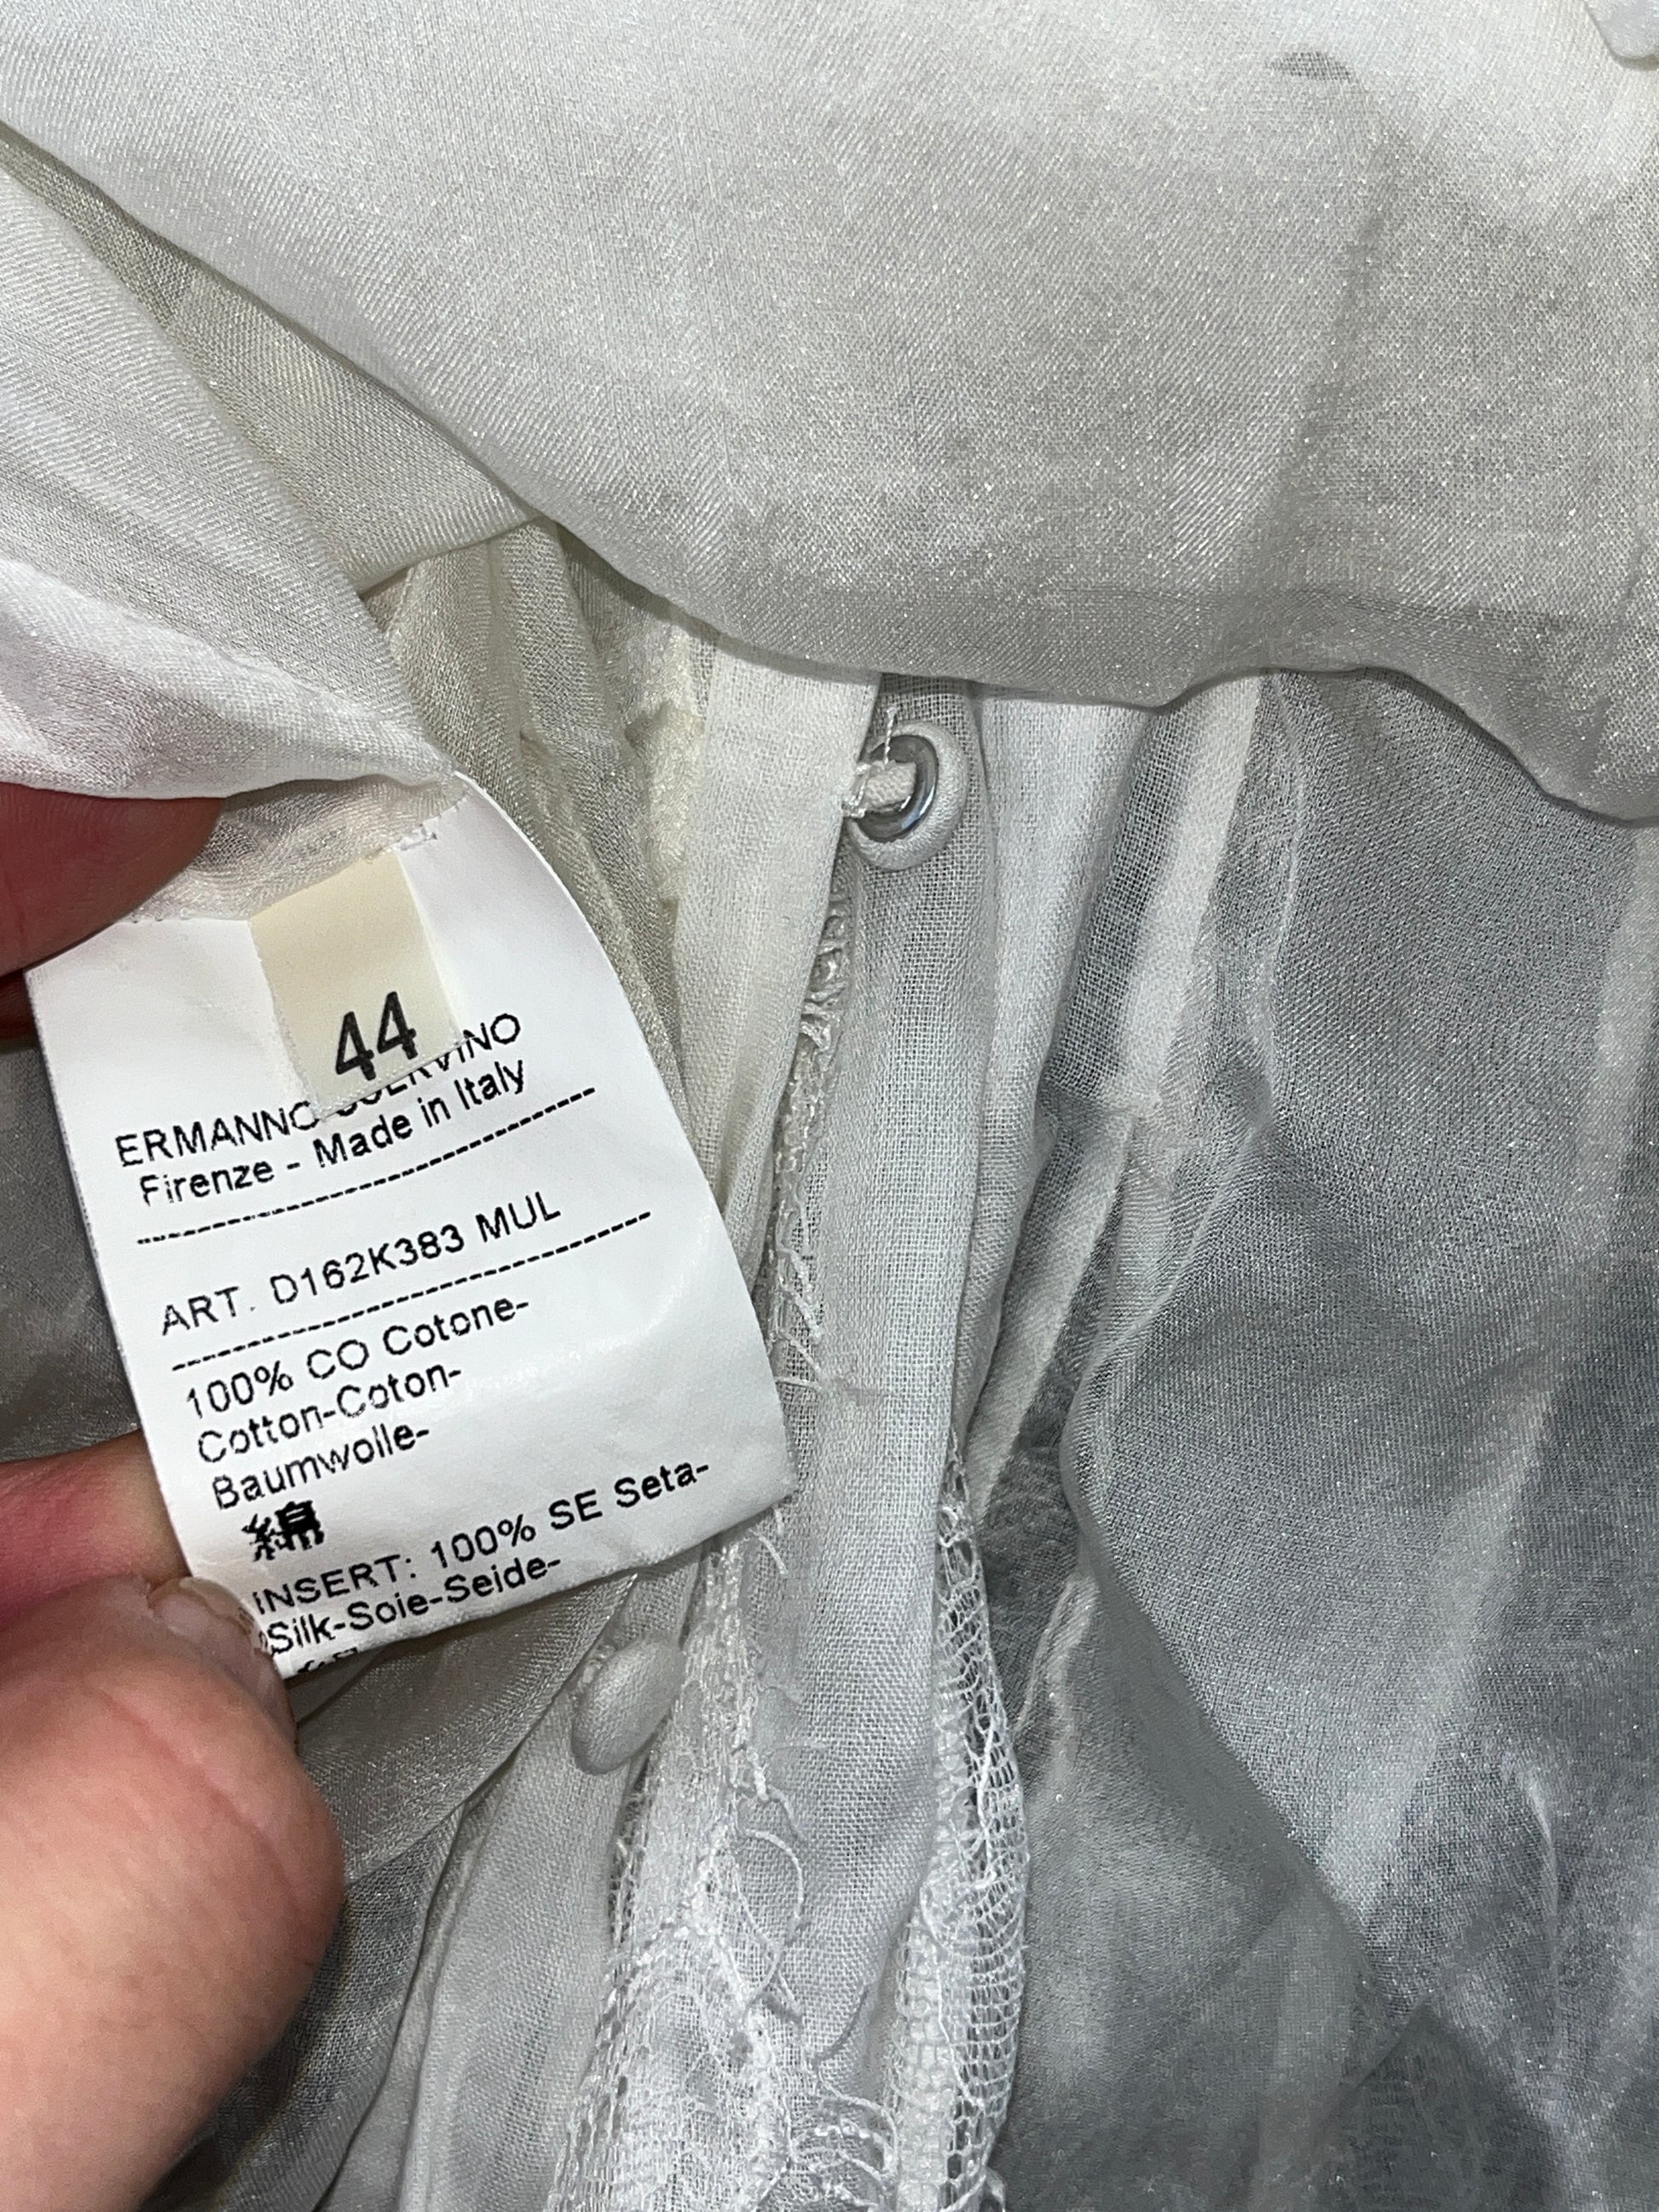 44
ERMANNO SCERVINO
Firenze - Made in Italy
ART. D162K383 MUL
100% CO Cotone-
Cotton-Coton-
Baumwolle-
綿
INSERT: 100% SE Seta-
Silk-Soie-Seide-